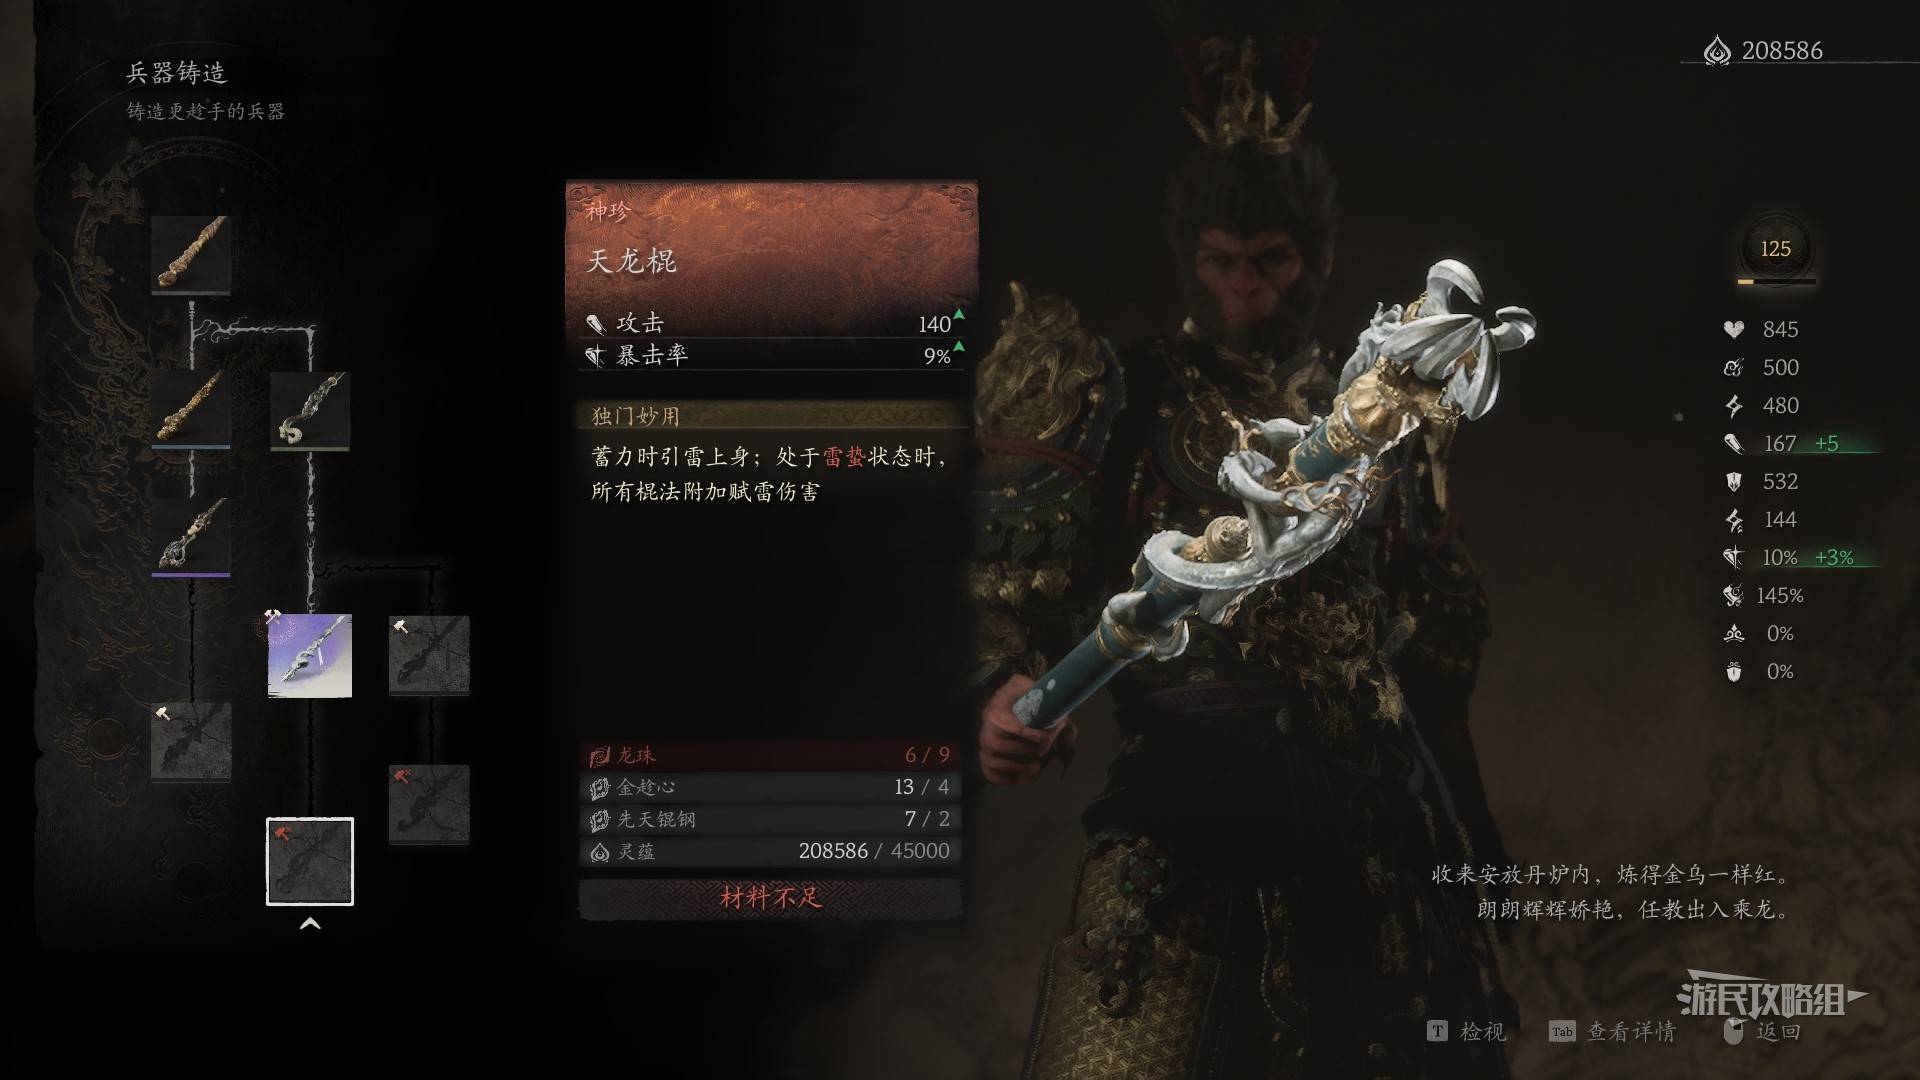 兵器铸造
铸造更趁手的兵器
208586
神珍
天龙棍
攻击 140
暴击率 9%
独门妙用
蓄力时引雷上身；处于雷蛰状态时，
所有棍法附加赋雷伤害
龙珠 6 / 9
金趁心 13 / 4
先天锟钢 7 / 2
灵蕴 208586 / 45000
材料不足
125
845
500
480
167 +5
532
144
10% +3%
145%
0%
0%
收来安放丹炉内，炼得金乌一样红。
朗朗辉辉娇艳，任教出入乘龙。
游民攻略组
T 检视 Tab 查看详情 返回